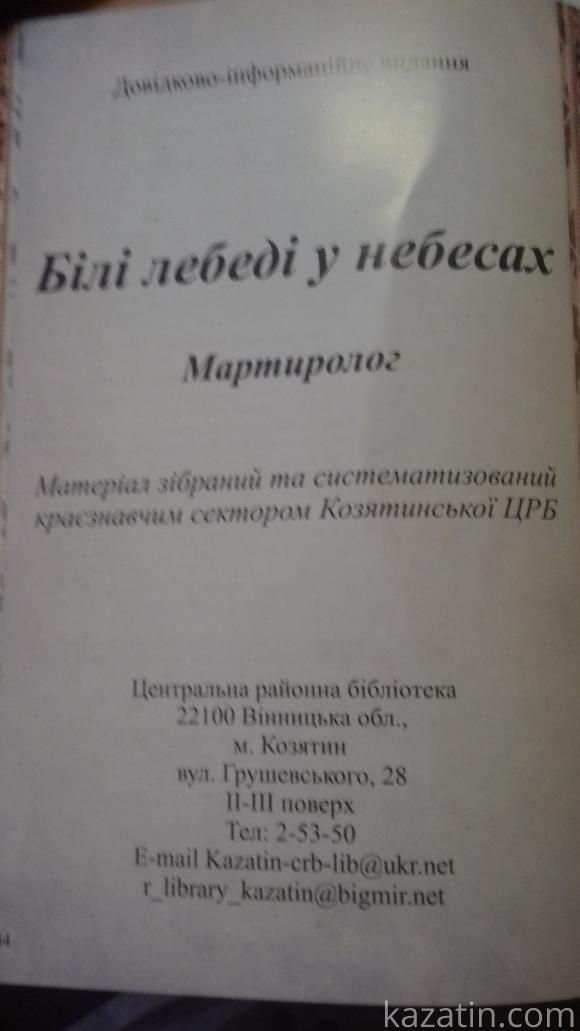 Довідково-інформаційне видання
Білі лебеді у небесах
Мартиролог
Матеріал зібраний та систематизований
краєзнавчим сектором Козятинської ЦРБ
Центральна районна бібліотека
22100 Вінницька обл.,
м. Козятин
вул. Грушевського, 28
ІІ-ІІІ поверх
Тел: 2-53-50
E-mail Kazatin-crb-lib@ukr.net
r_library_kazatin@bigmir.net
kazatin.com